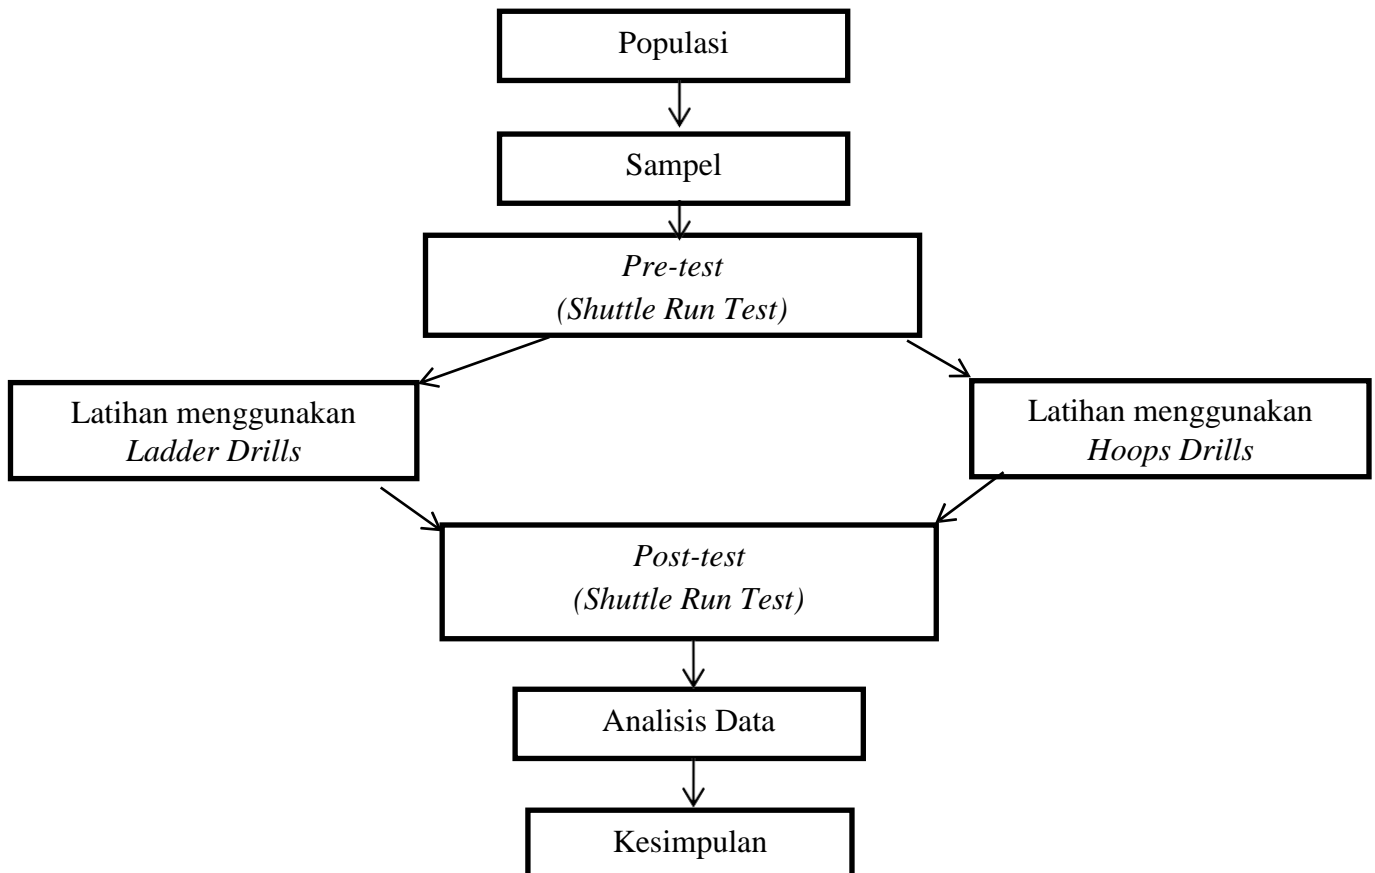 Populasi
Sampel
Pre-test
(Shuttle Run Test)
Latihan menggunakan
Ladder Drills
Latihan menggunakan
Hoops Drills
Post-test
(Shuttle Run Test)
Analisis Data
Kesimpulan